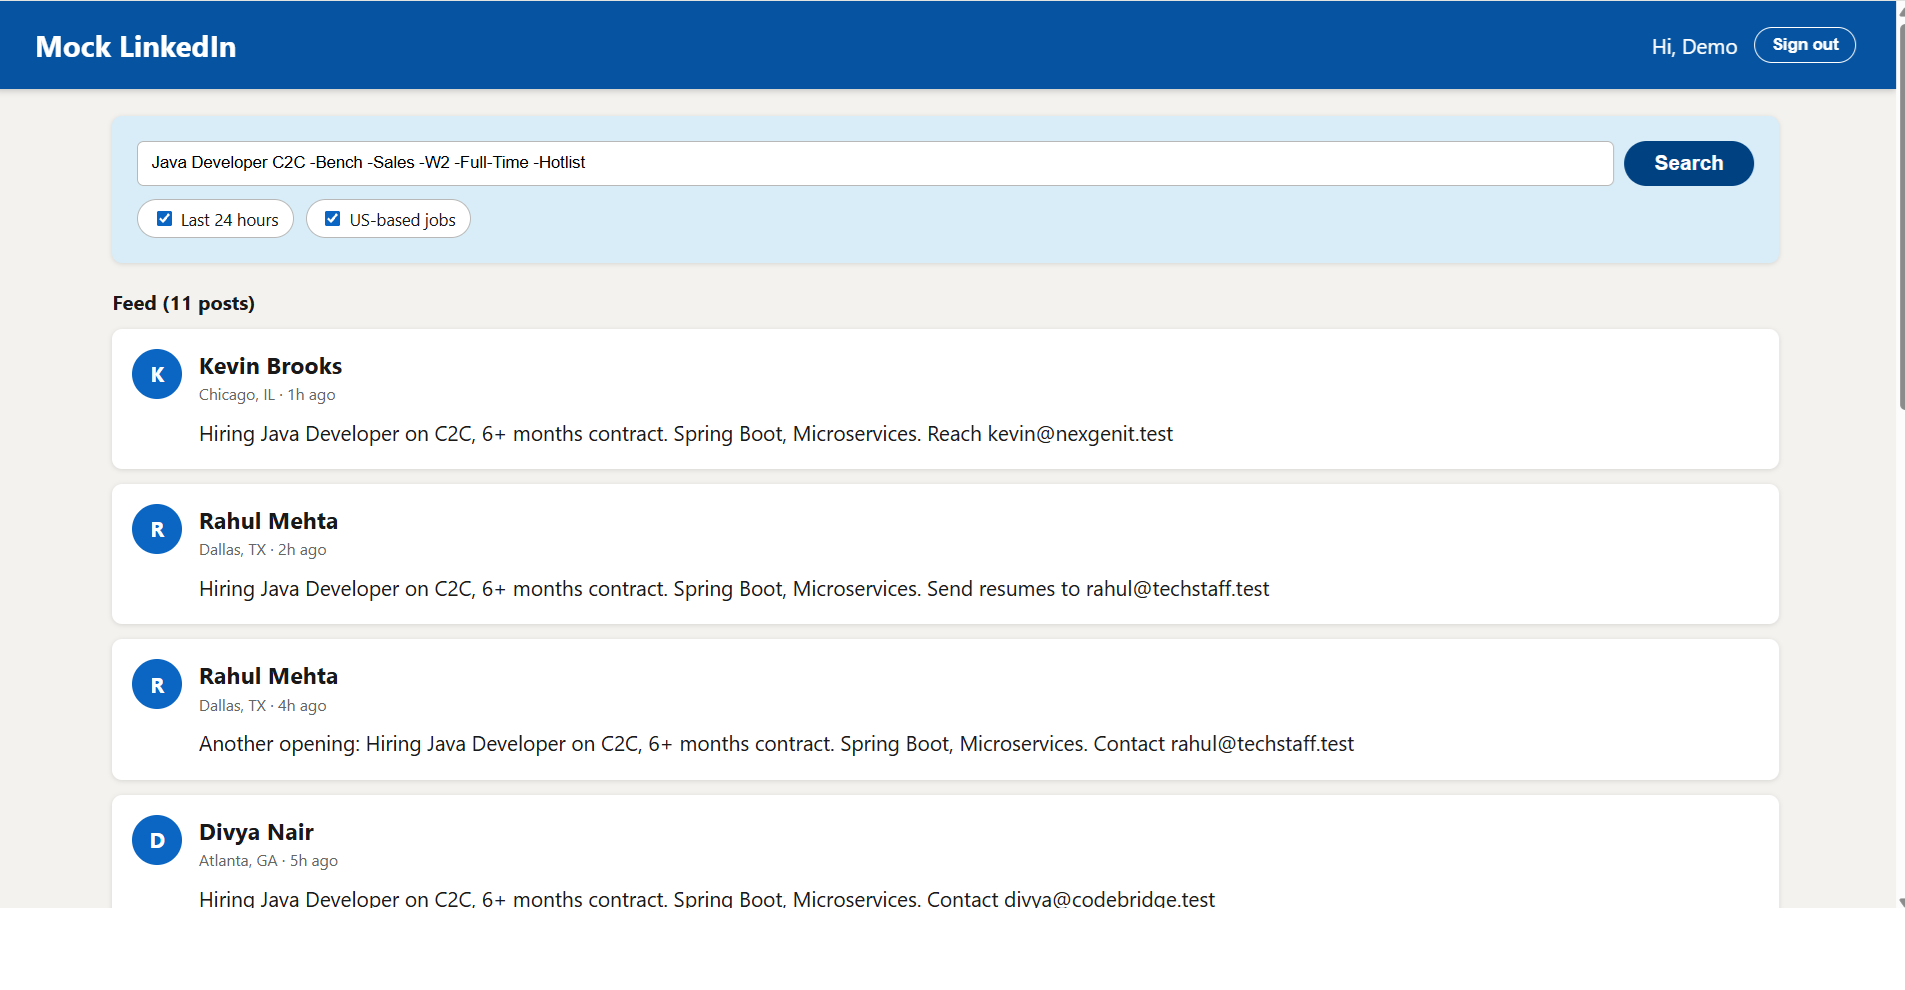 Mock LinkedIn
Hi, Demo
Sign out
Java Developer C2C -Bench -Sales -W2 -Full-Time -Hotlist
Search
Last 24 hours
US-based jobs
Feed (11 posts)
K
Kevin Brooks
Chicago, IL · 1h ago
Hiring Java Developer on C2C, 6+ months contract. Spring Boot, Microservices. Reach kevin@nexgenit.test
R
Rahul Mehta
Dallas, TX · 2h ago
Hiring Java Developer on C2C, 6+ months contract. Spring Boot, Microservices. Send resumes to rahul@techstaff.test
R
Rahul Mehta
Dallas, TX · 4h ago
Another opening: Hiring Java Developer on C2C, 6+ months contract. Spring Boot, Microservices. Contact rahul@techstaff.test
D
Divya Nair
Atlanta, GA · 5h ago
Hiring Java Developer on C2C, 6+ months contract. Spring Boot, Microservices. Contact divya@codebridge.test